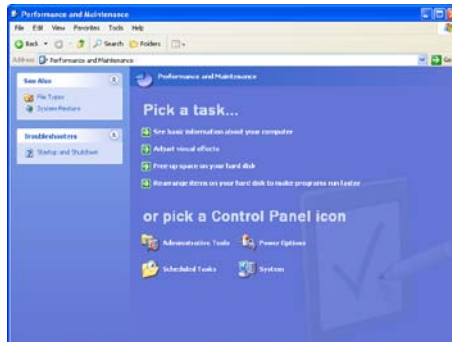 Performance and Maintenance
File Edit View Favorites Tools Help
Back Search Folders
Address Performance and Maintenance Go
See Also
File Types
System Restore
Troubleshooters
Startup and Shutdown
Performance and Maintenance
Pick a task...
See basic information about your computer
Adjust visual effects
Free up space on your hard disk
Rearrange items on your hard disk to make programs run faster
or pick a Control Panel icon
Administrative Tools Power Options
Scheduled Tasks System